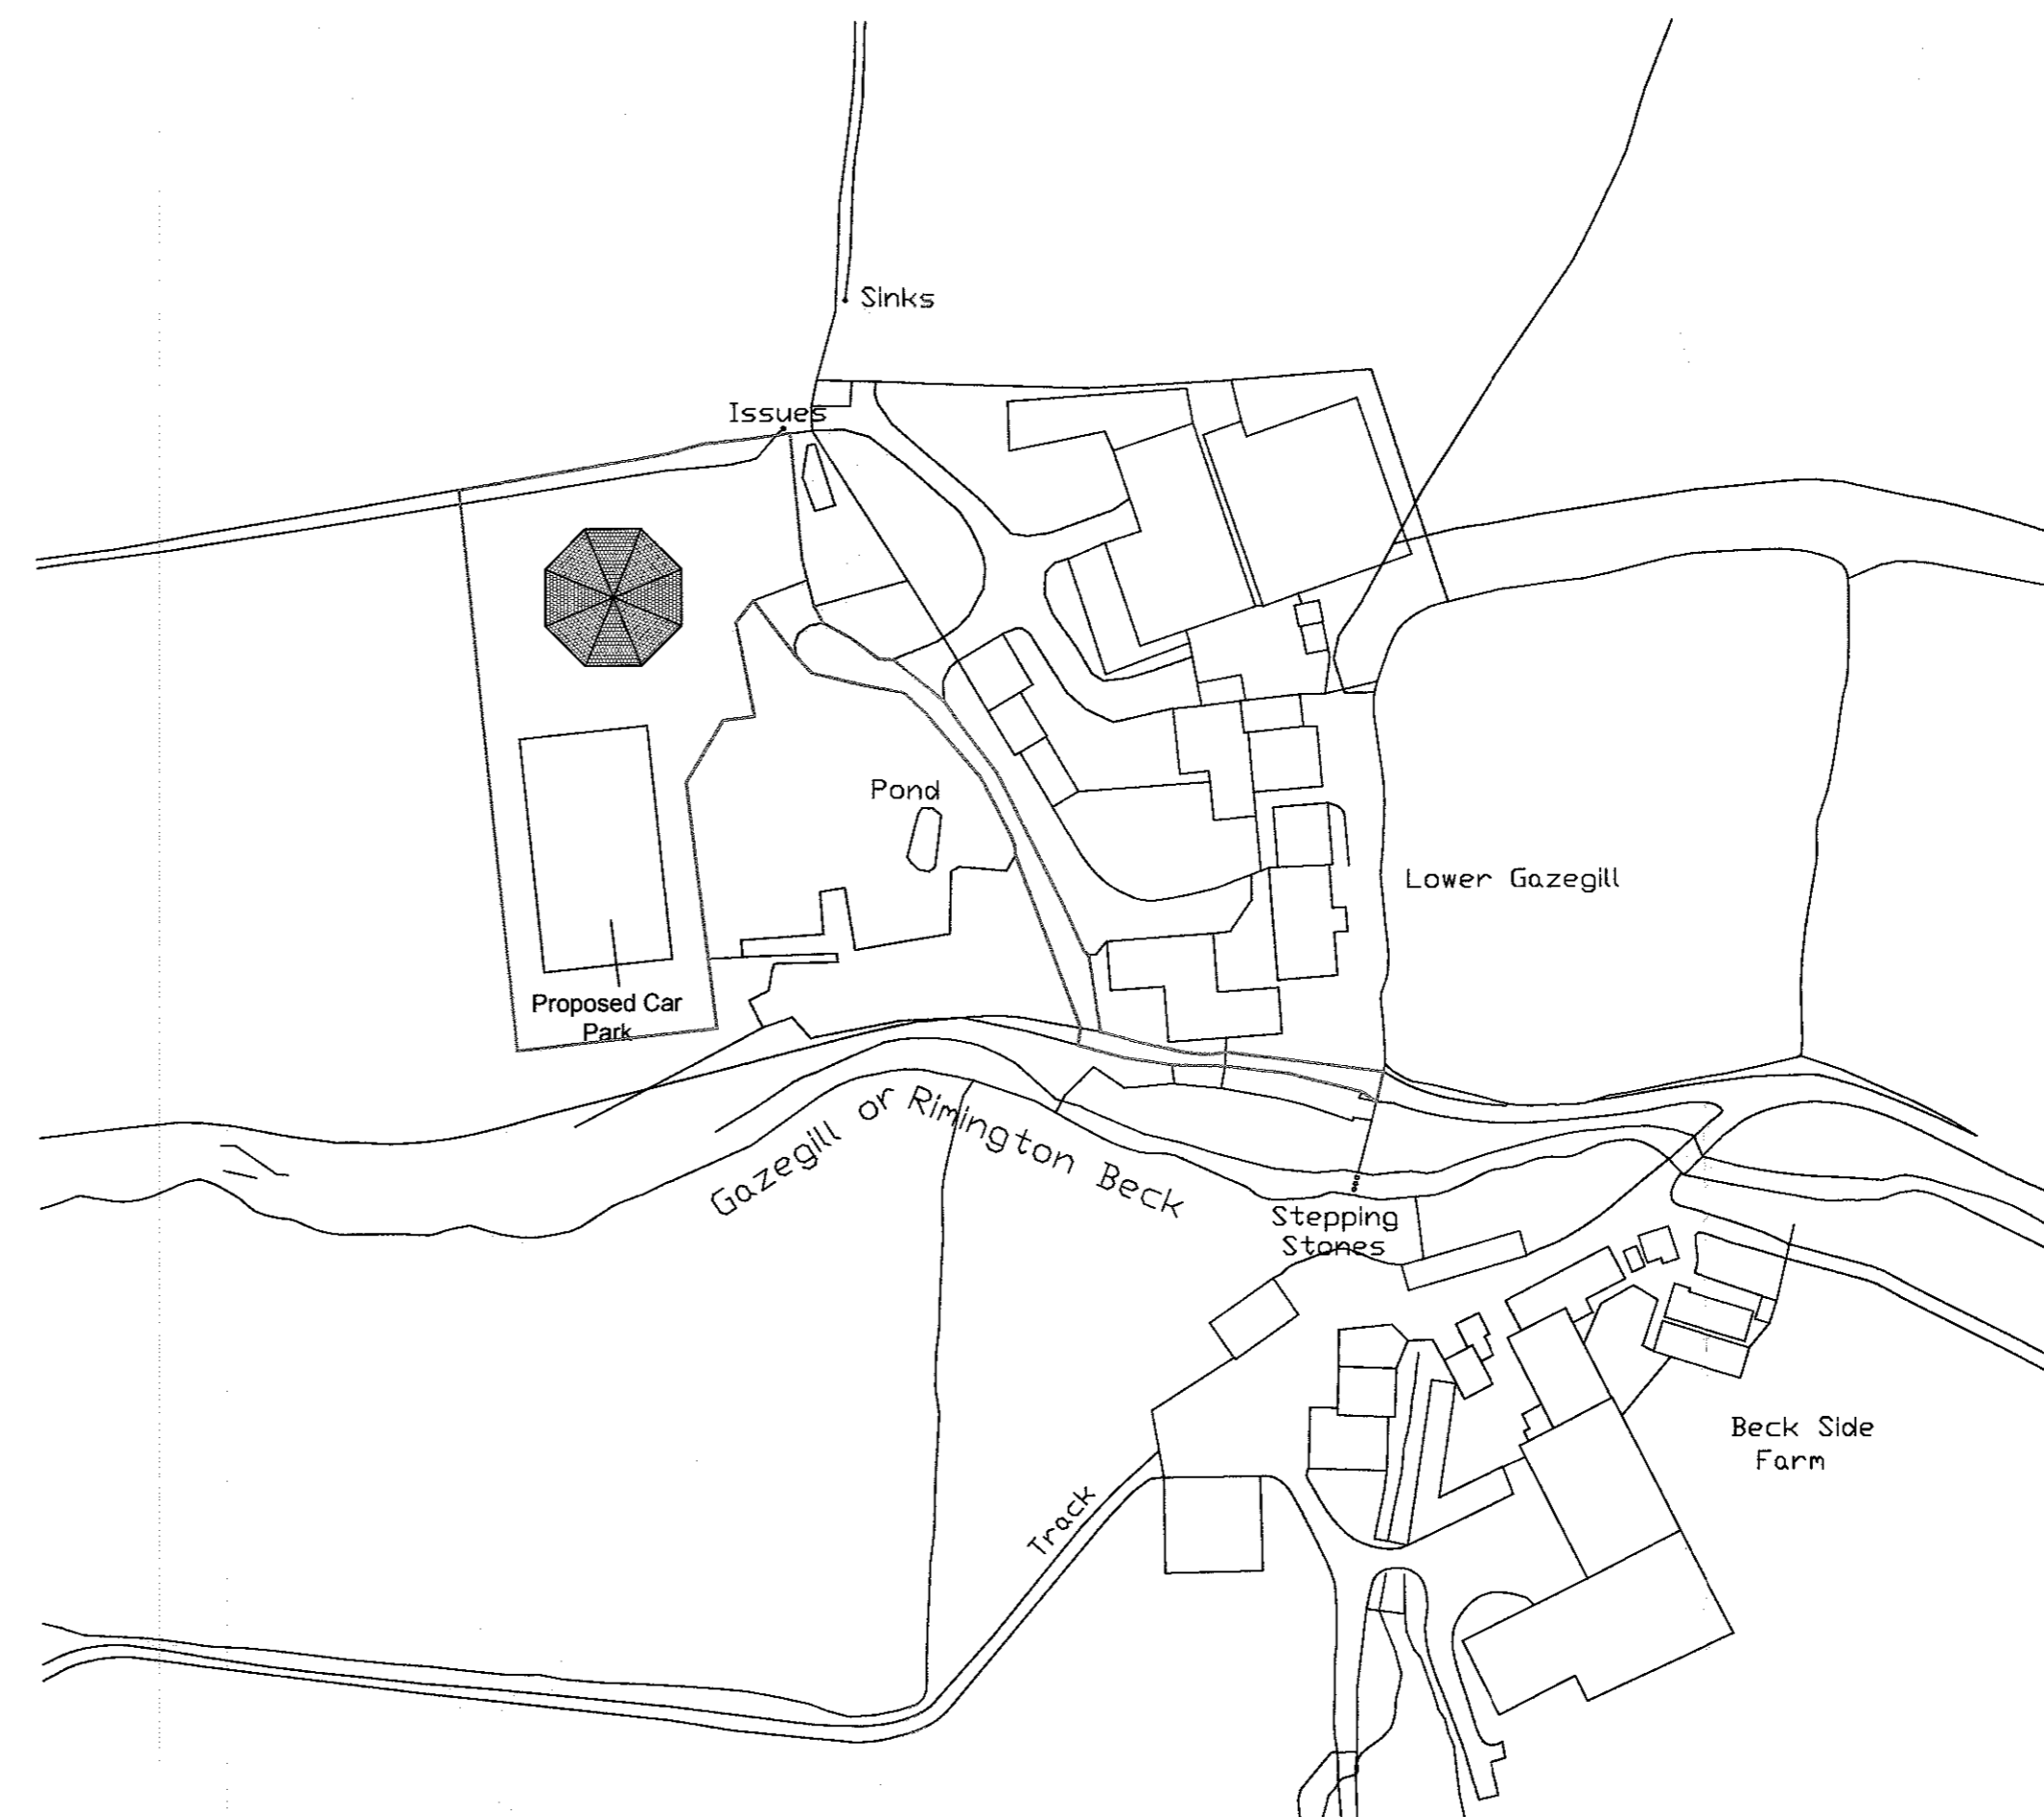 Sinks
Issues
Pond
Lower Gazegill
Proposed Car
Park
Gazegill or Rimington Beck
Stepping
Stones
Beck Side
Farm
Track